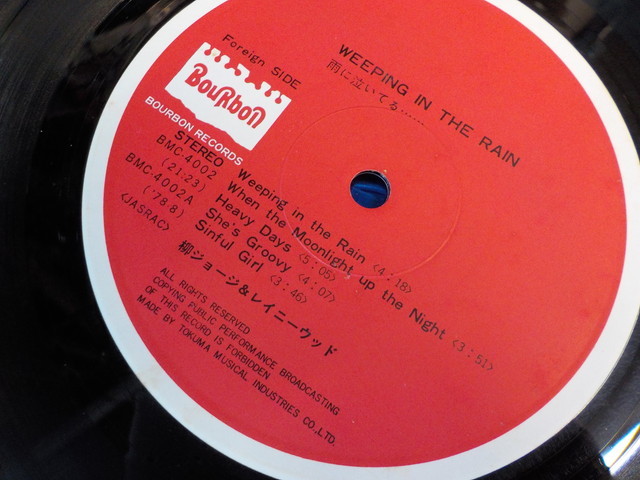 WEEPING IN THE RAIN
雨に泣いてる……
Foreign SIDE
Bourbon
BOURBON RECORDS
STEREO
BMC-4002
(21:23)
BMC-4002A
('78・8)
<JASRAC>
Weeping in the Rain <4:18>
When the Moonlight up the Night <3:51>
Heavy Days <5:05>
She's Groovy <4:07>
Sinful Girl <3:46>
柳ジョージ&レイニーウッド
ALL RIGHTS RESERVED
COPYING PUBLIC PERFORMANCE BROADCASTING
OF THIS RECORD IS FORBIDDEN
MADE BY TOKUMA MUSICAL INDUSTRIES CO.,LTD.